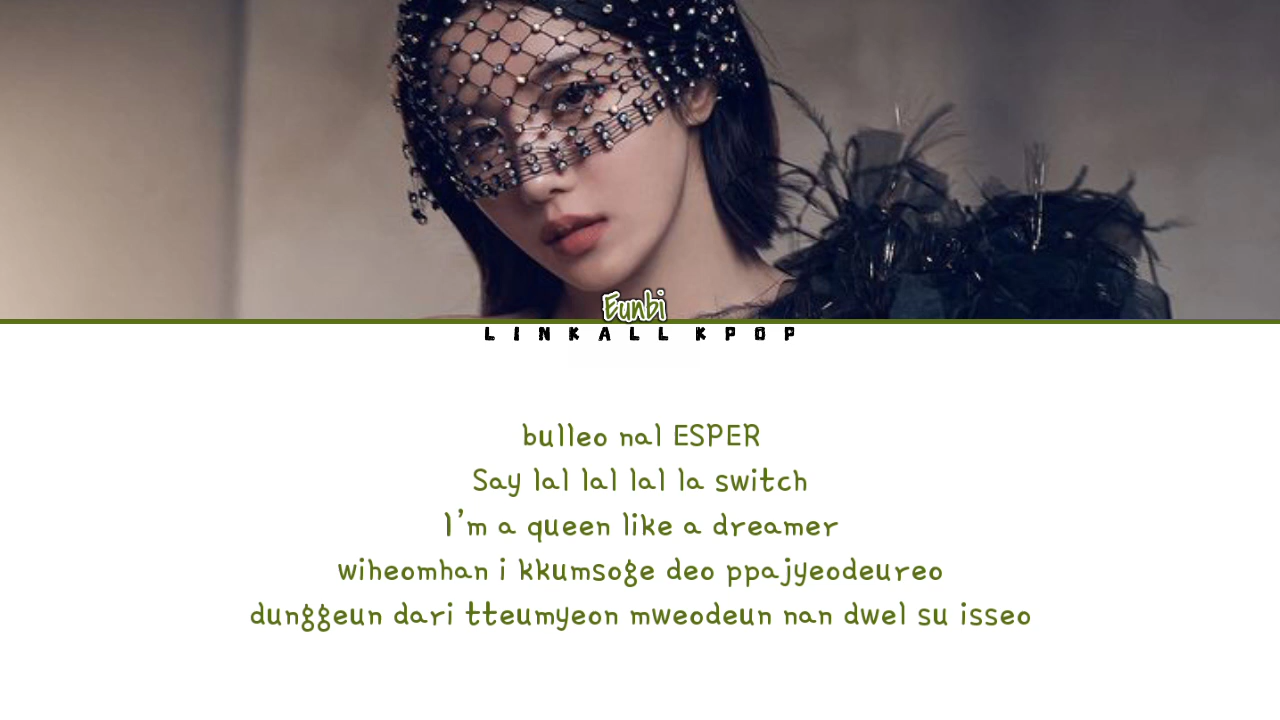 Eunbi
LINKALL KPOP
bulleo nal ESPER
Say lal lal lal la switch
I'm a queen like a dreamer
wiheomhan i kkumsoge deo ppajyeodeureo
dunggeun dari tteumyeon mweodeun nan dwel su isseo